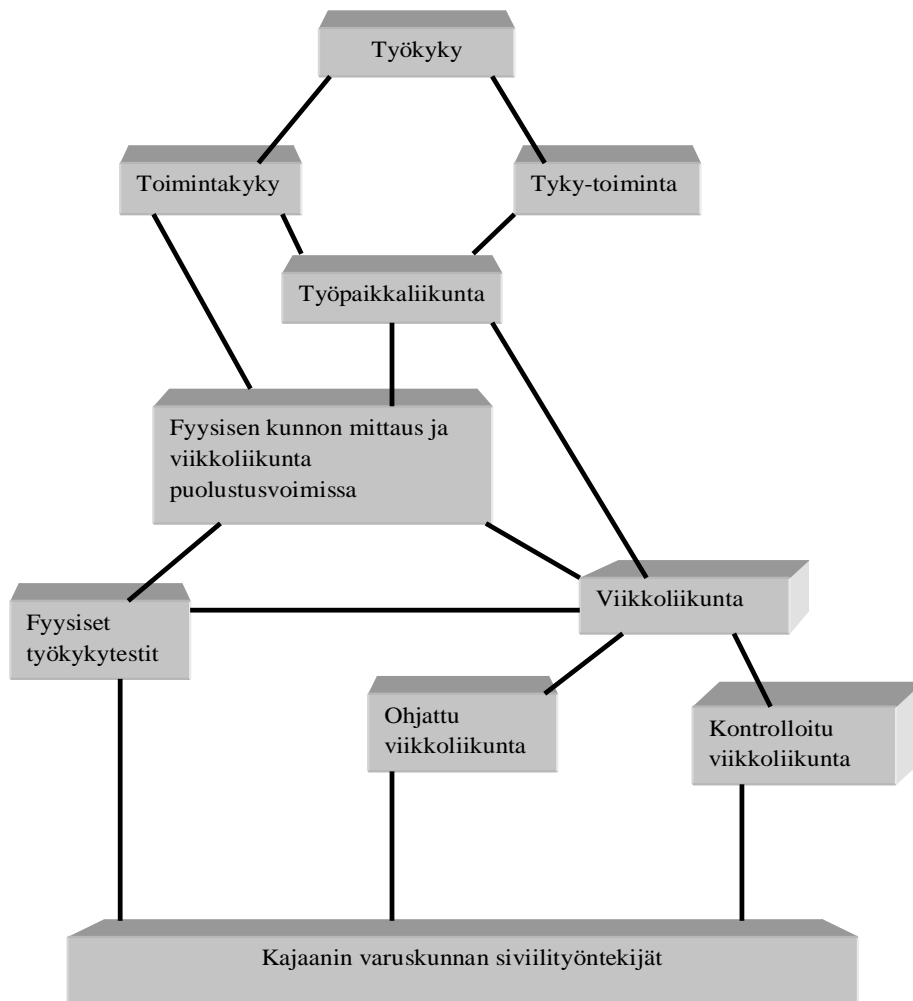 Työkyky
Toimintakyky
Tyky-toiminta
Työpaikkaliikunta
Fyysisen kunnon mittaus ja
viikkoliikunta
puolustusvoimissa
Viikkoliikunta
Fyysiset
työkykytestit
Ohjattu
viikkoliikunta
Kontrolloitu
viikkoliikunta
Kajaanin varuskunnan siviilityöntekijät